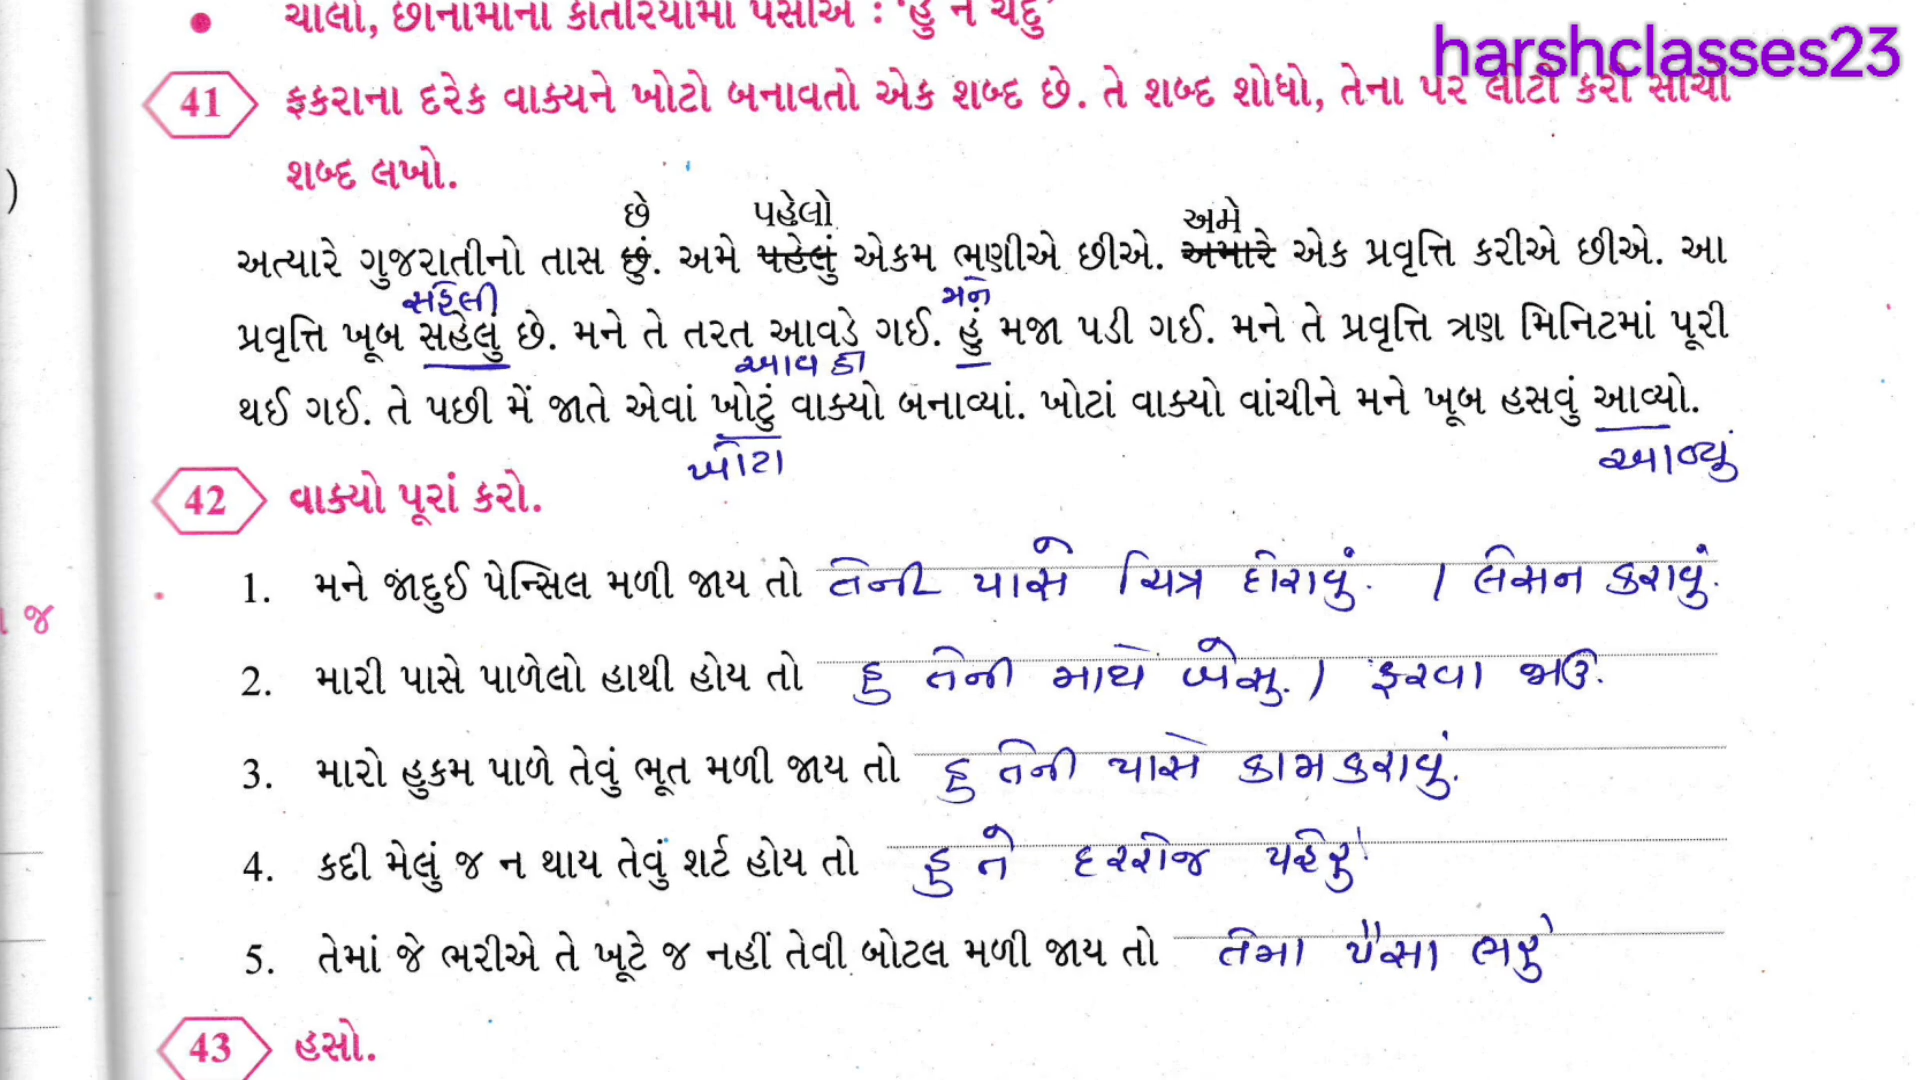 ચાલો, છાનામાના કાતરિયામાં પેસીએ : 'હું ને ચંદુ'
harshclasses23
41 ફકરાના દરેક વાક્યને ખોટો બનાવતો એક શબ્દ છે. તે શબ્દ શોધો, તેના પર લીટી કરી સાચો
શબ્દ લખો.
છે પહેલો અમે
અત્યારે ગુજરાતીનો તાસ છું. અમે પહેલું એકમ ભણીએ છીએ. અમારે એક પ્રવૃત્તિ કરીએ છીએ. આ
સહેલી મને
પ્રવૃત્તિ ખૂબ સહેલું છે. મને તે તરત આવડે ગઈ. હું મજા પડી ગઈ. મને તે પ્રવૃત્તિ ત્રણ મિનિટમાં પૂરી
આવડી
થઈ ગઈ. તે પછી મેં જાતે એવાં ખોટું વાક્યો બનાવ્યાં. ખોટાં વાક્યો વાંચીને મને ખૂબ હસવું આવ્યો.
ખોટા આવ્યું
42 વાક્યો પૂરાં કરો.
1. મને જાદુઈ પેન્સિલ મળી જાય તો તેની પાસે ચિત્ર દોરાવું. / લેસન કરાવું.
2. મારી પાસે પાળેલો હાથી હોય તો હુ તેની માથે બેસુ. / ફરવા જાઉ.
3. મારો હુકમ પાળે તેવું ભૂત મળી જાય તો હુ તેની પાસે કામ કરાવું.
4. કદી મેલું જ ન થાય તેવું શર્ટ હોય તો હુ તે દરરોજ પહેરું
5. તેમાં જે ભરીએ તે ખૂટે જ નહીં તેવી બોટલ મળી જાય તો તેમા પૈસા ભરું
જ
43 હસો.